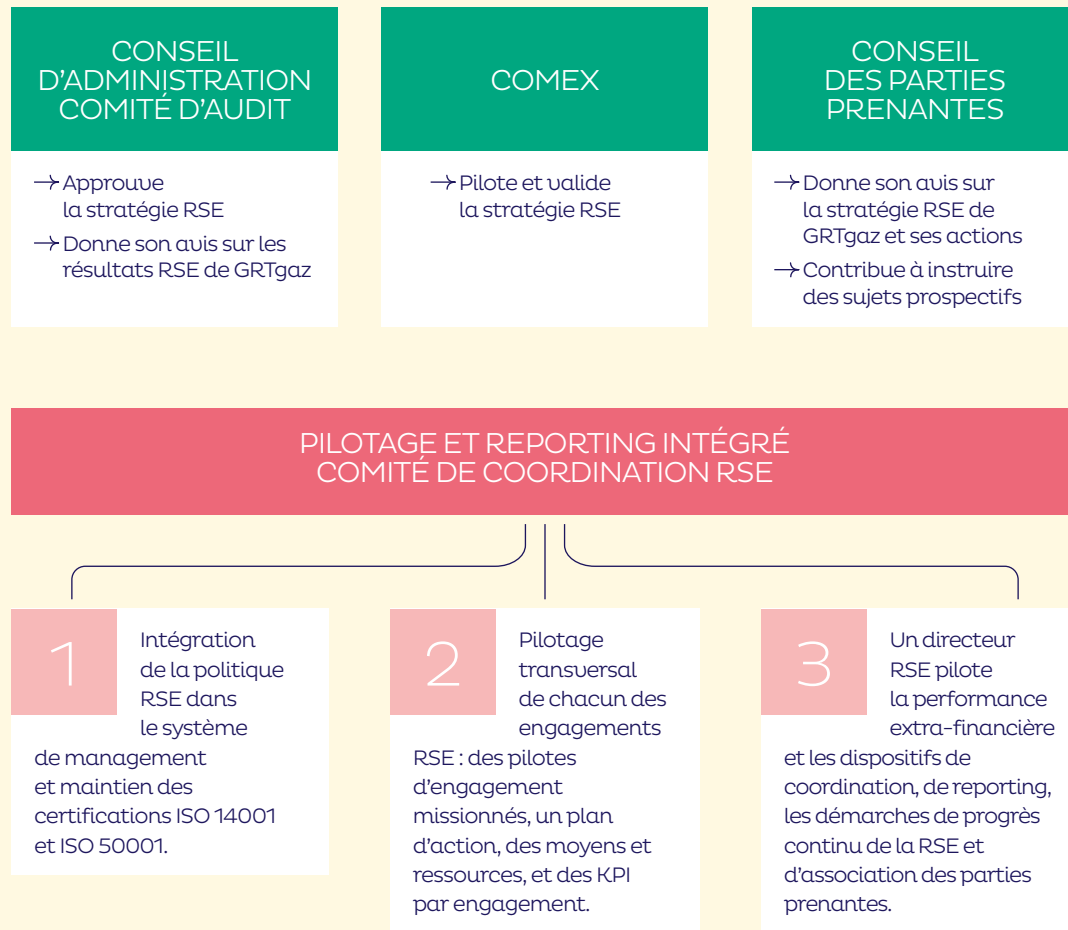 CONSEIL
D'ADMINISTRATION
COMITÉ D'AUDIT
→ Approuve
la stratégie RSE
→ Donne son avis sur les
résultats RSE de GRTgaz
COMEX
→ Pilote et valide
la stratégie RSE
CONSEIL
DES PARTIES
PRENANTES
→ Donne son avis sur
la stratégie RSE de
GRTgaz et ses actions
→ Contribue à instruire
des sujets prospectifs
PILOTAGE ET REPORTING INTÉGRÉ
COMITÉ DE COORDINATION RSE
1
Intégration
de la politique
RSE dans
le système
de management
et maintien des
certifications ISO 14001
et ISO 50001.
2
Pilotage
transversal
de chacun des
engagements
RSE : des pilotes
d'engagement
missionnés, un plan
d'action, des moyens et
ressources, et des KPI
par engagement.
3
Un directeur
RSE pilote
la performance
extra-financière
et les dispositifs de
coordination, de reporting,
les démarches de progrès
continu de la RSE et
d'association des parties
prenantes.